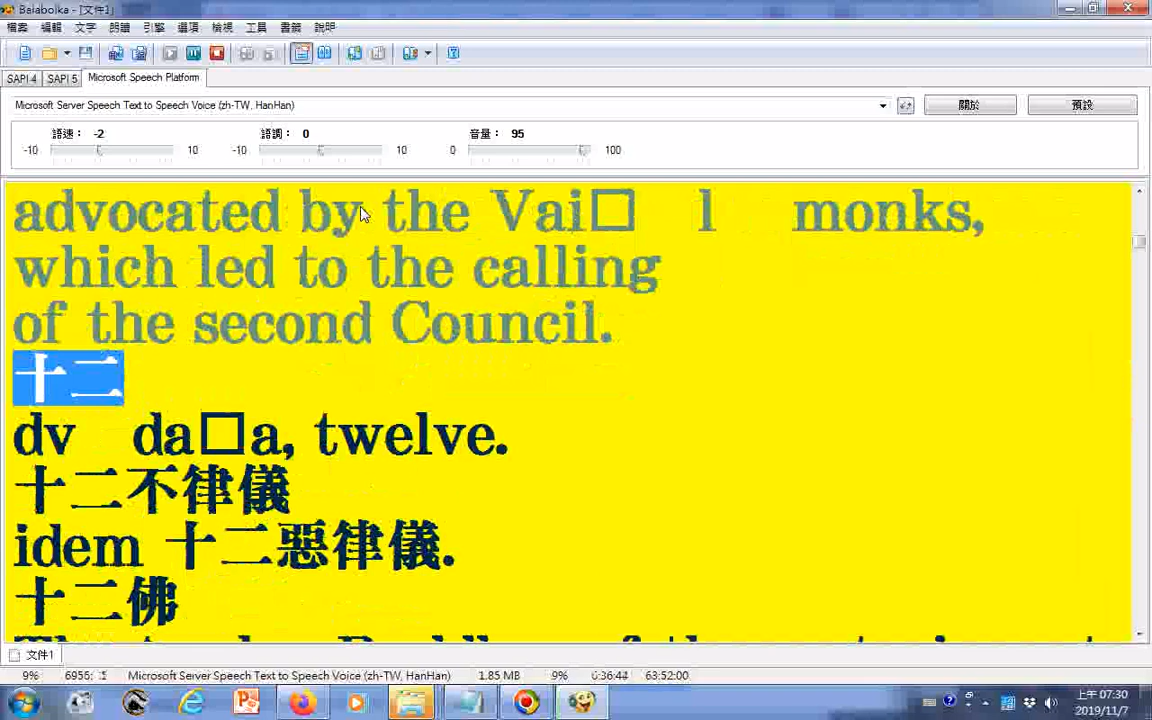 Balabolka - [文件1]
檔案 編輯 文字 朗讀 引擎 選項 檢視 工具 書籤 說明
SAPI 4 SAPI 5 Microsoft Speech Platform
Microsoft Server Speech Text to Speech Voice (zh-TW, HanHan) 關於 預設
語速： -2 語調： 0 音量： 95
-10 10 -10 10 0 100
advocated by the Vai□ l monks,
which led to the calling
of the second Council.
十二
dv da□a, twelve.
十二不律儀
idem 十二惡律儀.
十二佛
文件1
9% Microsoft Server Speech Text to Speech Voice (zh-TW, HanHan) 1.85 MB 9% 0:36:44 63:52:00
上午 07:30
2019/11/7